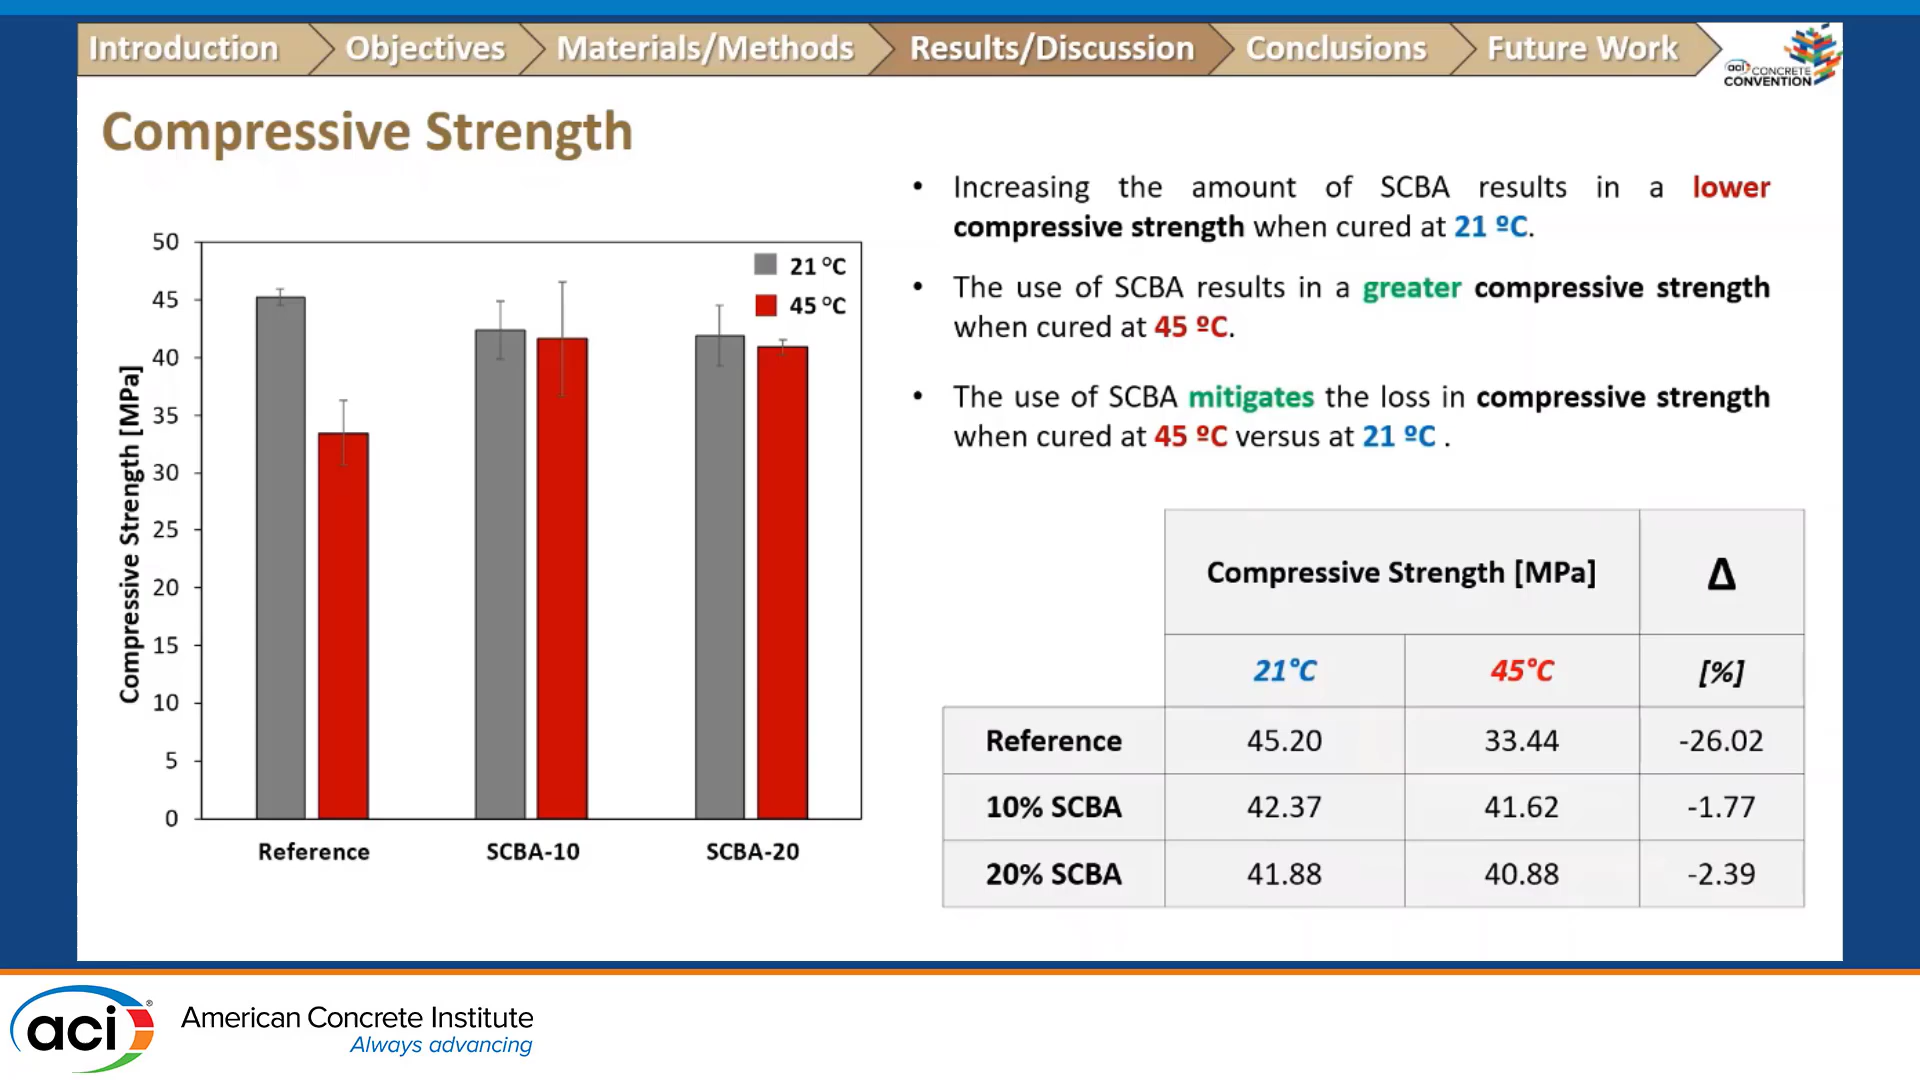 Introduction
Objectives
Materials/Methods
Results/Discussion
Conclusions
Future Work
aci CONCRETE
CONVENTION
Compressive Strength
• Increasing the amount of SCBA results in a lower
compressive strength when cured at 21 ºC.
• The use of SCBA results in a greater compressive strength
when cured at 45 ºC.
• The use of SCBA mitigates the loss in compressive strength
when cured at 45 ºC versus at 21 ºC .
Compressive Strength [MPa]
50
45
40
35
30
25
20
15
10
5
0
21 °C
45 °C
Reference
SCBA-10
SCBA-20
Compressive Strength [MPa] Δ
21°C 45°C [%]
Reference 45.20 33.44 -26.02
10% SCBA 42.37 41.62 -1.77
20% SCBA 41.88 40.88 -2.39
aci®
American Concrete Institute
Always advancing